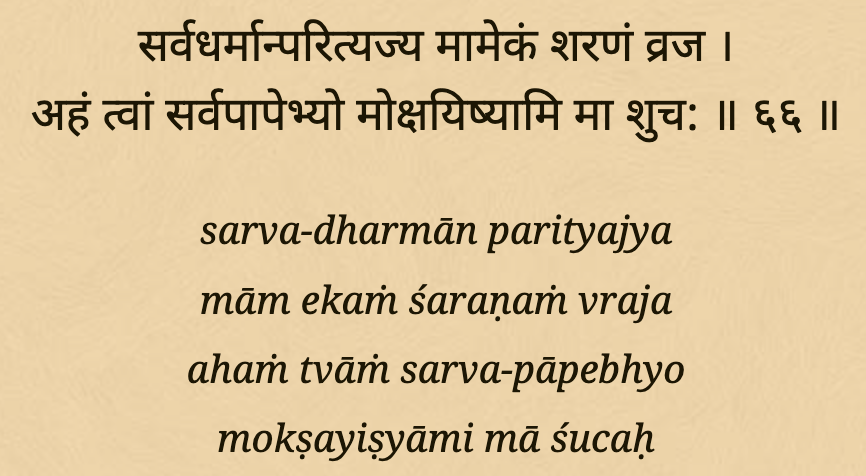 सर्वधर्मान्परित्यज्य मामेकं शरणं व्रज ।
अहं त्वां सर्वपापेभ्यो मोक्षयिष्यामि मा शुच: ॥ ६६ ॥
sarva-dharmān parityajya
mām ekaṁ śaraṇaṁ vraja
ahaṁ tvāṁ sarva-pāpebhyo
mokṣayiṣyāmi mā śucaḥ